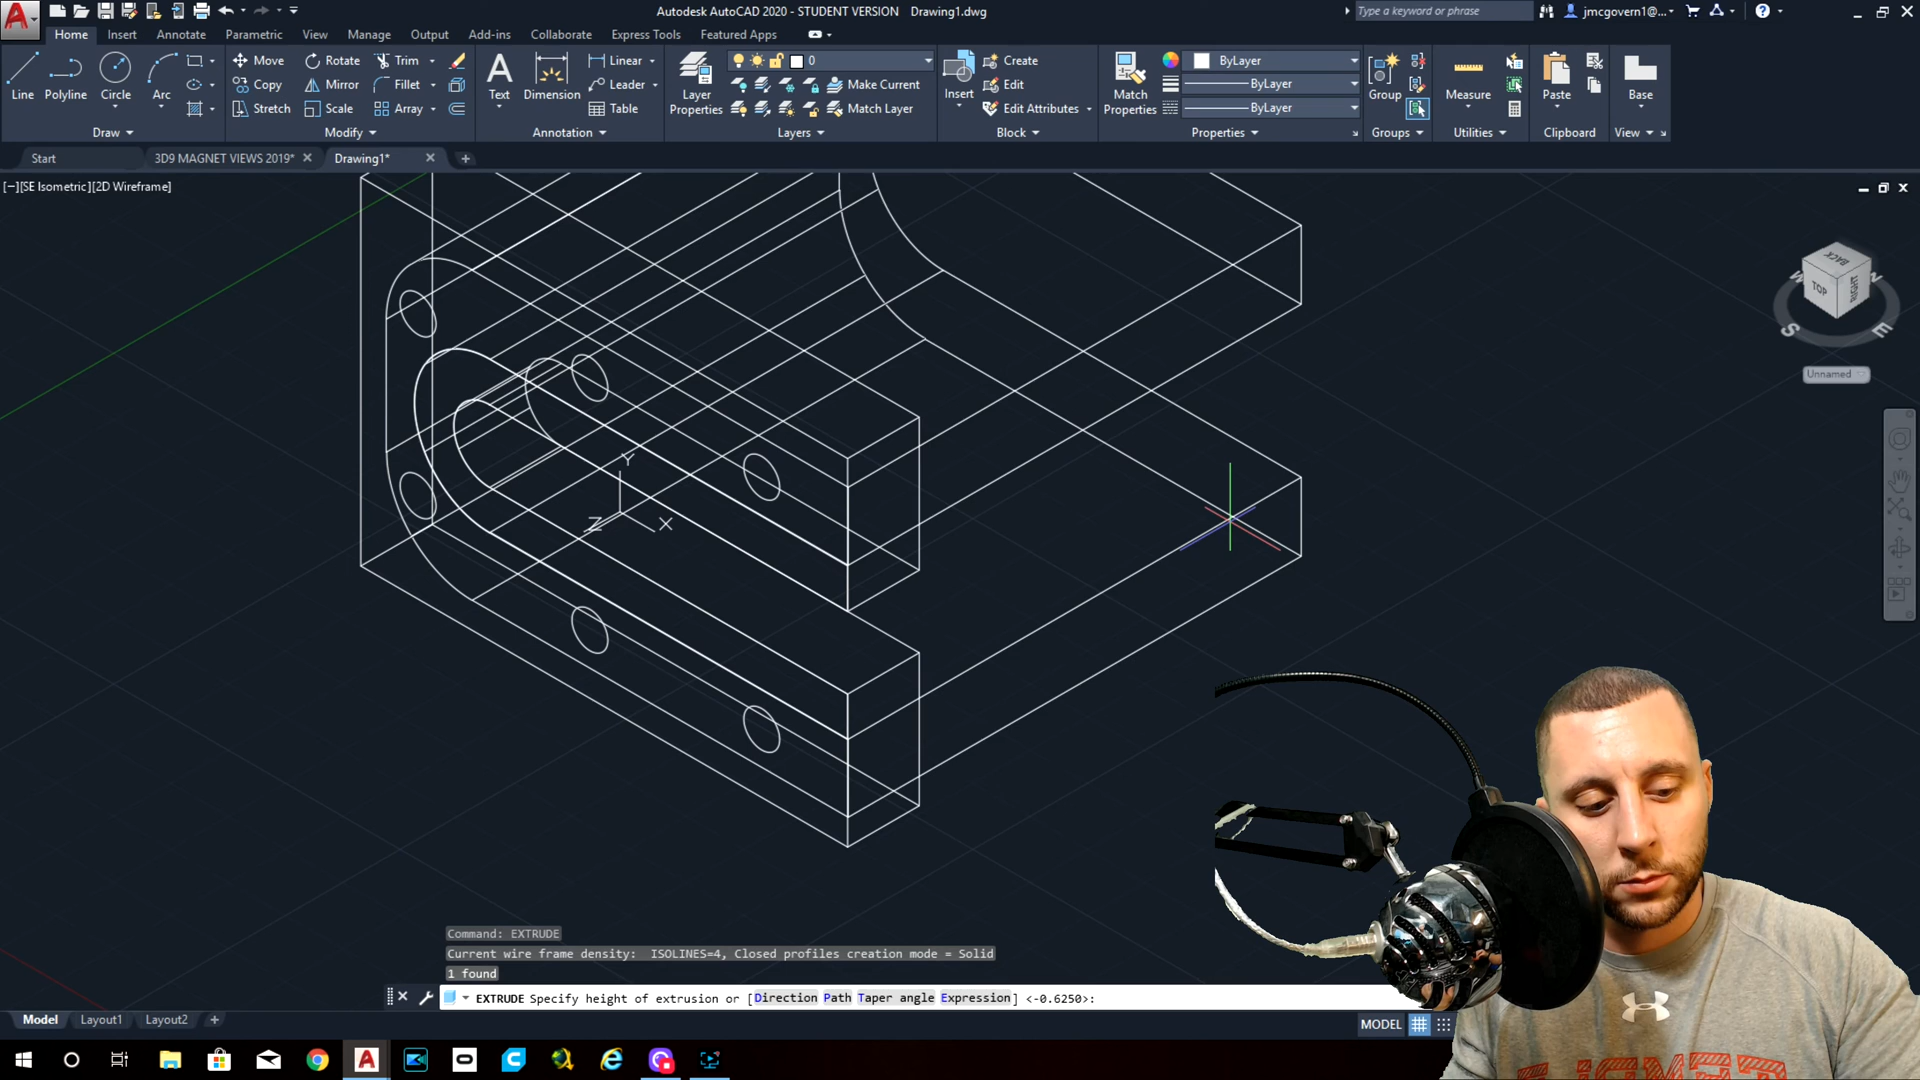 Autodesk AutoCAD 2020 - STUDENT VERSION Drawing1.dwg
Type a keyword or phrase
jmcgovern1@...
Home Insert Annotate Parametric View Manage Output Add-ins Collaborate Express Tools Featured Apps
Line Polyline Circle Arc
Move Rotate Trim
Copy Mirror Fillet
Stretch Scale Array
Text Dimension
Linear
Leader
Table
Layer Properties
0
Make Current
Match Layer
Insert
Create
Edit
Edit Attributes
Match Properties
ByLayer
ByLayer
ByLayer
Group Measure Paste Base
Draw Modify Annotation Layers Block Properties Groups Utilities Clipboard View
Start 3D9 MAGNET VIEWS 2019* Drawing1*
[−][SE Isometric][2D Wireframe]
BACK
TOP
RIGHT
W N S E
Unnamed
Y
Z X
Command: EXTRUDE
Current wire frame density: ISOLINES=4, Closed profiles creation mode = Solid
1 found
EXTRUDE Specify height of extrusion or [Direction Path Taper angle Expression] <-0.6250>:
Model Layout1 Layout2
MODEL